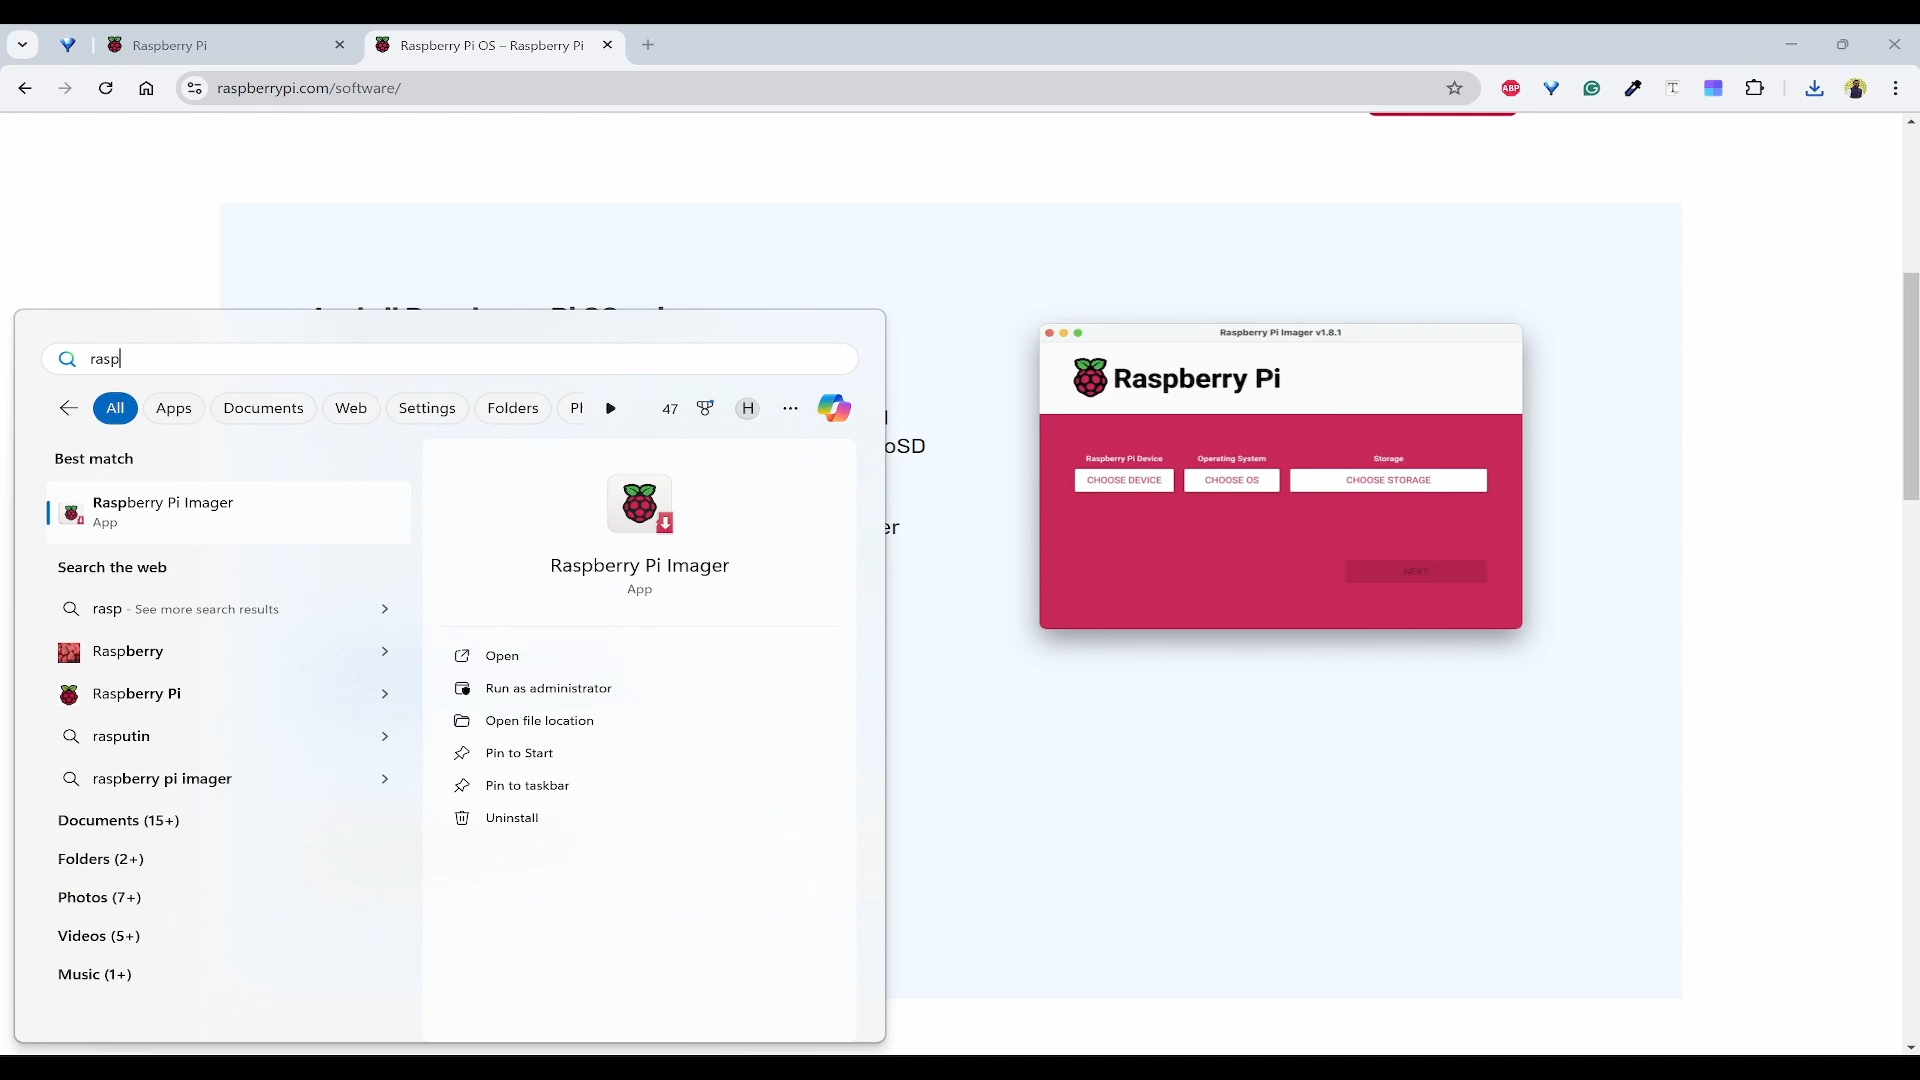 Raspberry Pi
Raspberry Pi OS – Raspberry Pi
raspberrypi.com/software/
ABP
T
rasp
All
Apps
Documents
Web
Settings
Folders
47
H
oSD
er
Best match
Raspberry Pi Imager
App
Search the web
rasp - See more search results
Raspberry
Raspberry Pi
rasputin
raspberry pi imager
Documents (15+)
Folders (2+)
Photos (7+)
Videos (5+)
Music (1+)
Raspberry Pi Imager
App
Open
Run as administrator
Open file location
Pin to Start
Pin to taskbar
Uninstall
Raspberry Pi Imager v1.8.1
Raspberry Pi
Raspberry Pi Device
Operating System
Storage
CHOOSE DEVICE
CHOOSE OS
CHOOSE STORAGE
NEXT